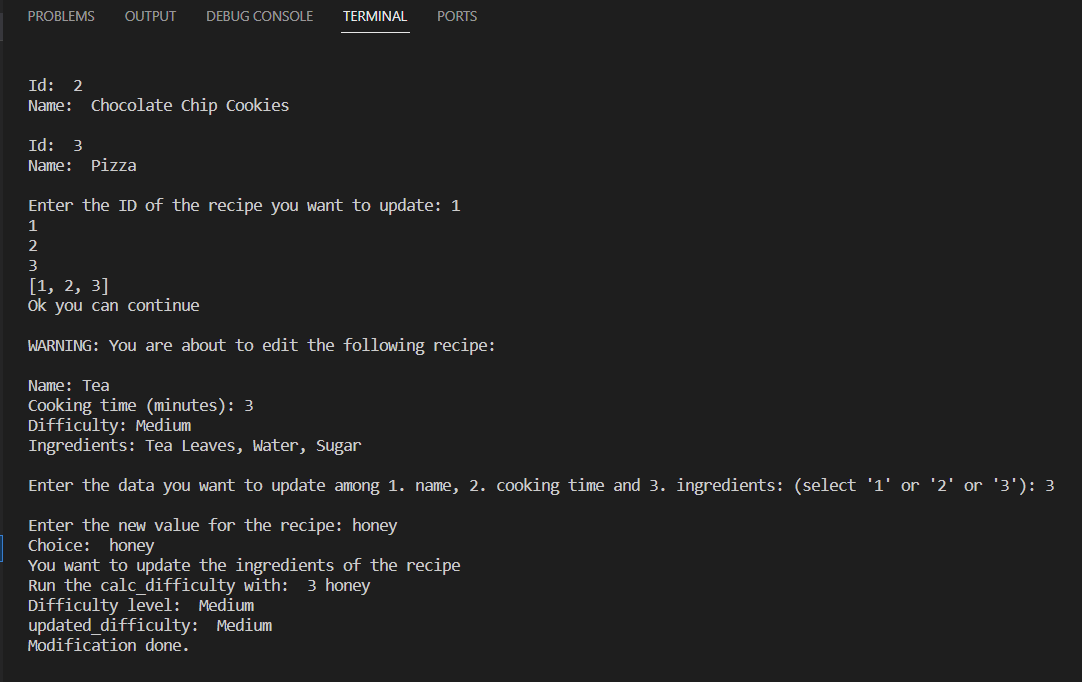 PROBLEMS OUTPUT DEBUG CONSOLE TERMINAL PORTS
Id:  2
Name:  Chocolate Chip Cookies
Id:  3
Name:  Pizza
Enter the ID of the recipe you want to update: 1
1
2
3
[1, 2, 3]
Ok you can continue
WARNING: You are about to edit the following recipe:
Name: Tea
Cooking time (minutes): 3
Difficulty: Medium
Ingredients: Tea Leaves, Water, Sugar
Enter the data you want to update among 1. name, 2. cooking time and 3. ingredients: (select '1' or '2' or '3'): 3
Enter the new value for the recipe: honey
Choice:  honey
You want to update the ingredients of the recipe
Run the calc_difficulty with:  3 honey
Difficulty level:  Medium
updated_difficulty:  Medium
Modification done.